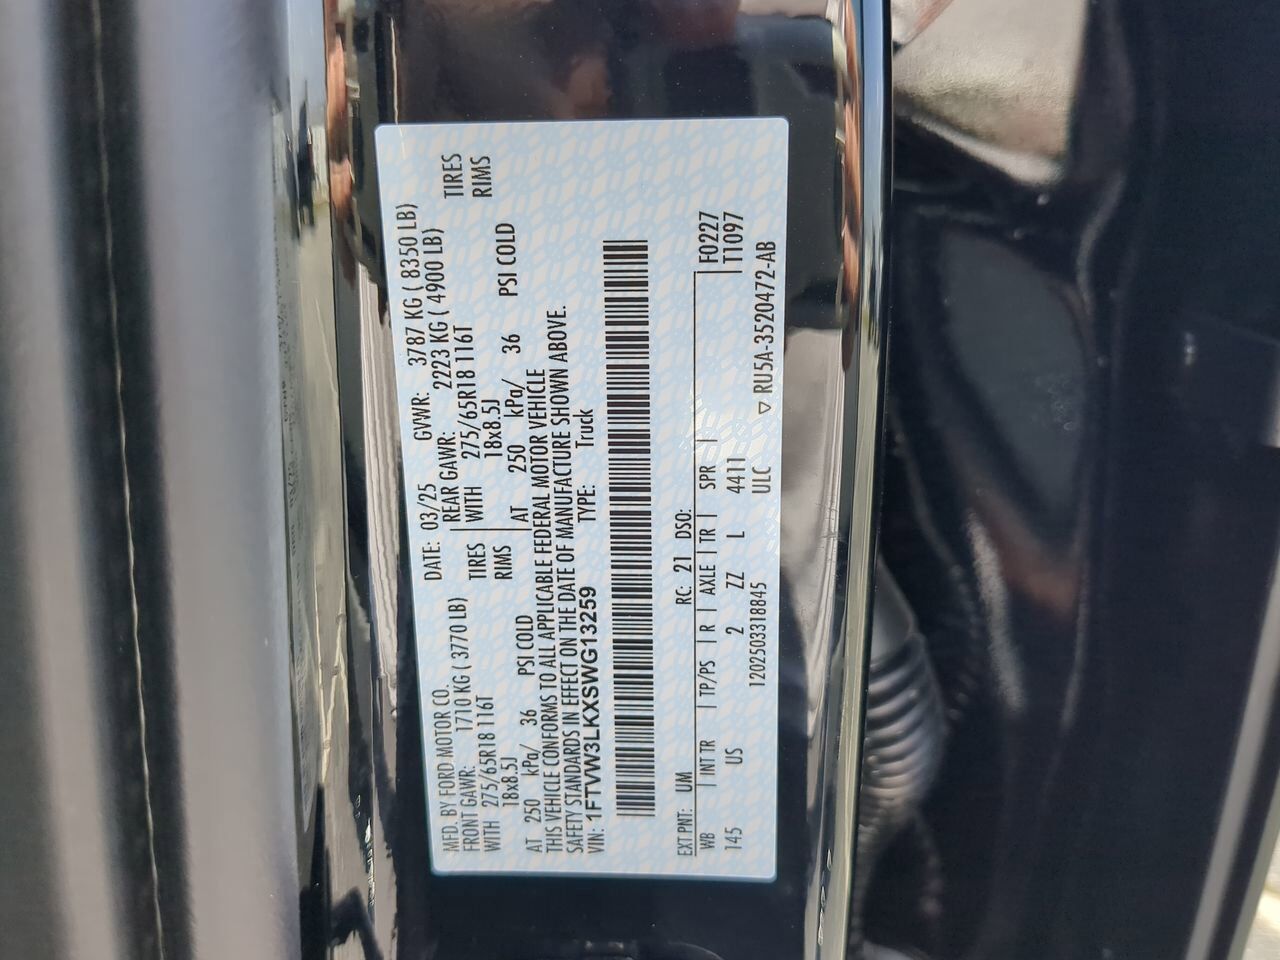 MFD. BY FORD MOTOR CO. DATE: 03/25 GVWR: 3787 KG ( 8350 LB)
FRONT GAWR: 1710 KG ( 3770 LB) REAR GAWR: 2223 KG ( 4900 LB)
WITH 275/65R18 116T TIRES WITH 275/65R18 116T TIRES
18x8.5J RIMS 18x8.5J RIMS
AT 250 kPa/ 36 PSI COLD AT 250 kPa/ 36 PSI COLD
THIS VEHICLE CONFORMS TO ALL APPLICABLE FEDERAL MOTOR VEHICLE
SAFETY STANDARDS IN EFFECT ON THE DATE OF MANUFACTURE SHOWN ABOVE.
VIN: 1FTVW3LKXSWG13259 TYPE: Truck
EXT PNT: UM RC: 21 DSO:
WB INT TR TP/PS R AXLE TR SPR F0227
145 US 2 ZZ L 4411 T1097
1202503318845 ULC ▽ RU5A-3520472-AB